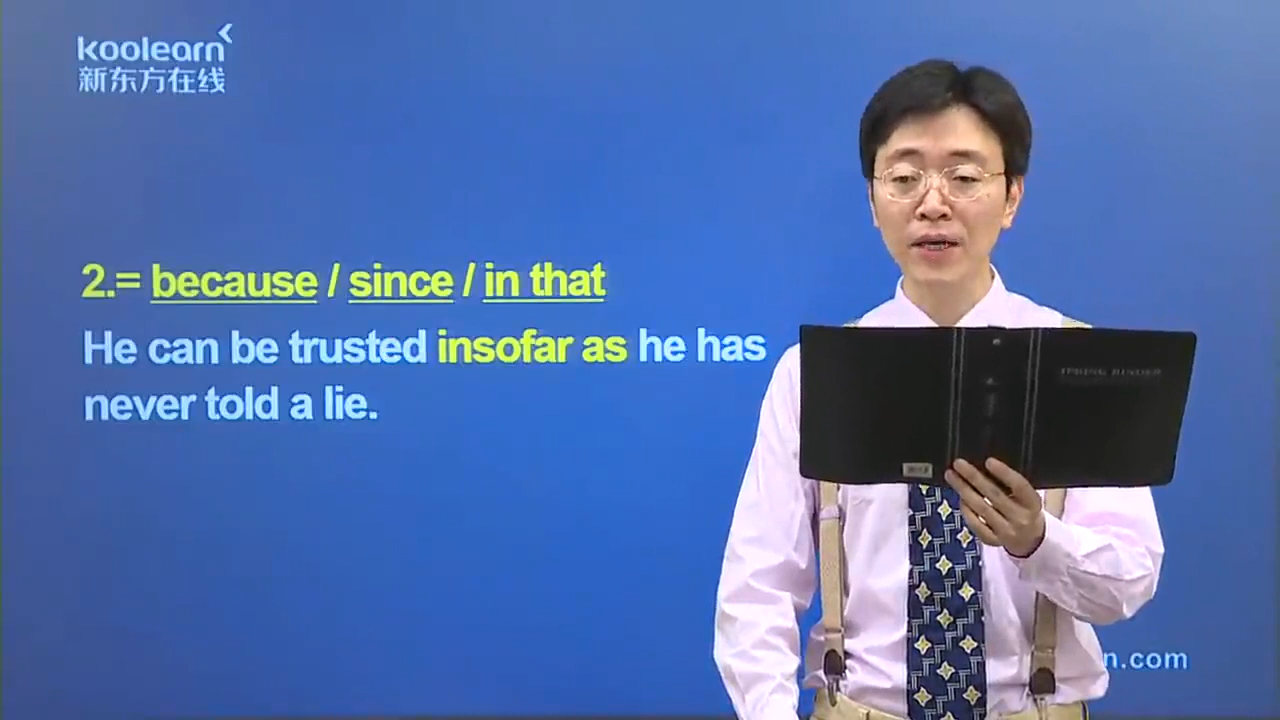 koolearn
新东方在线
2.= because / since / in that
He can be trusted insofar as he has
never told a lie.
n.com